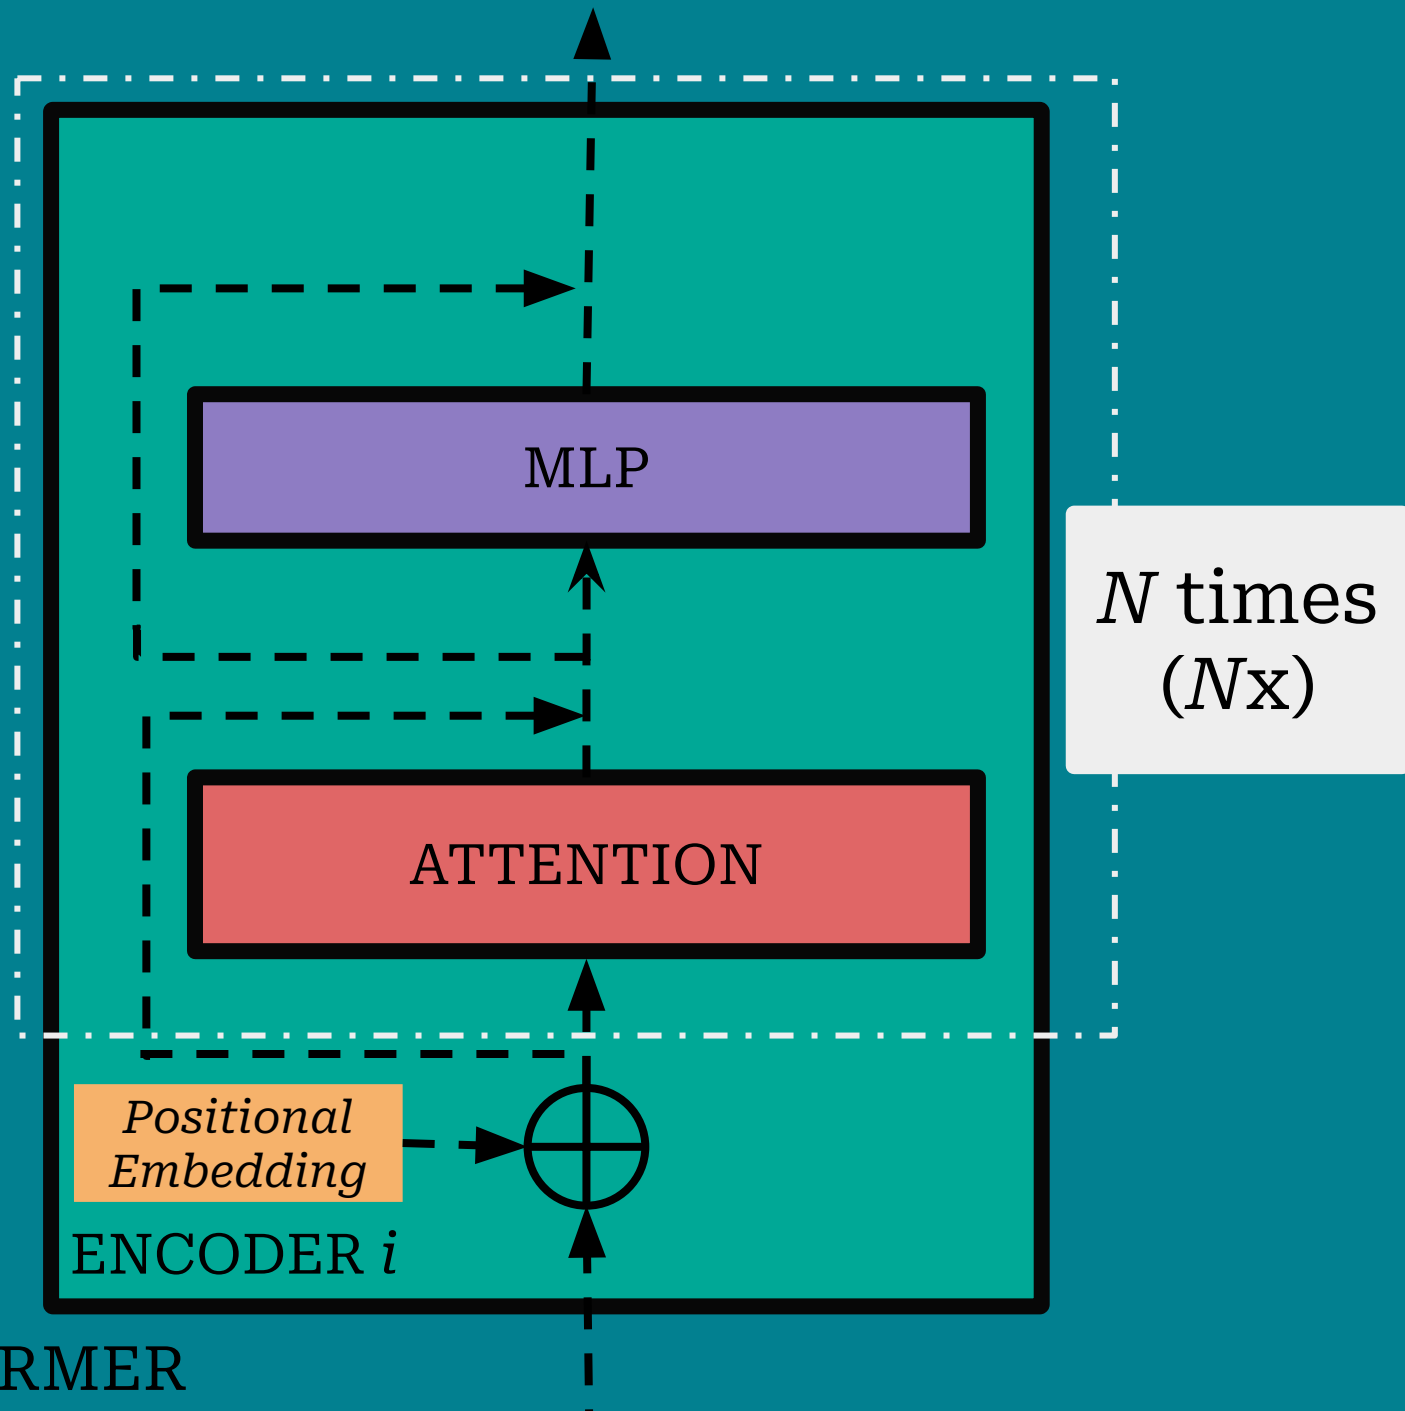 MLP
N times
(Nx)
ATTENTION
Positional
Embedding
ENCODER i
RMER